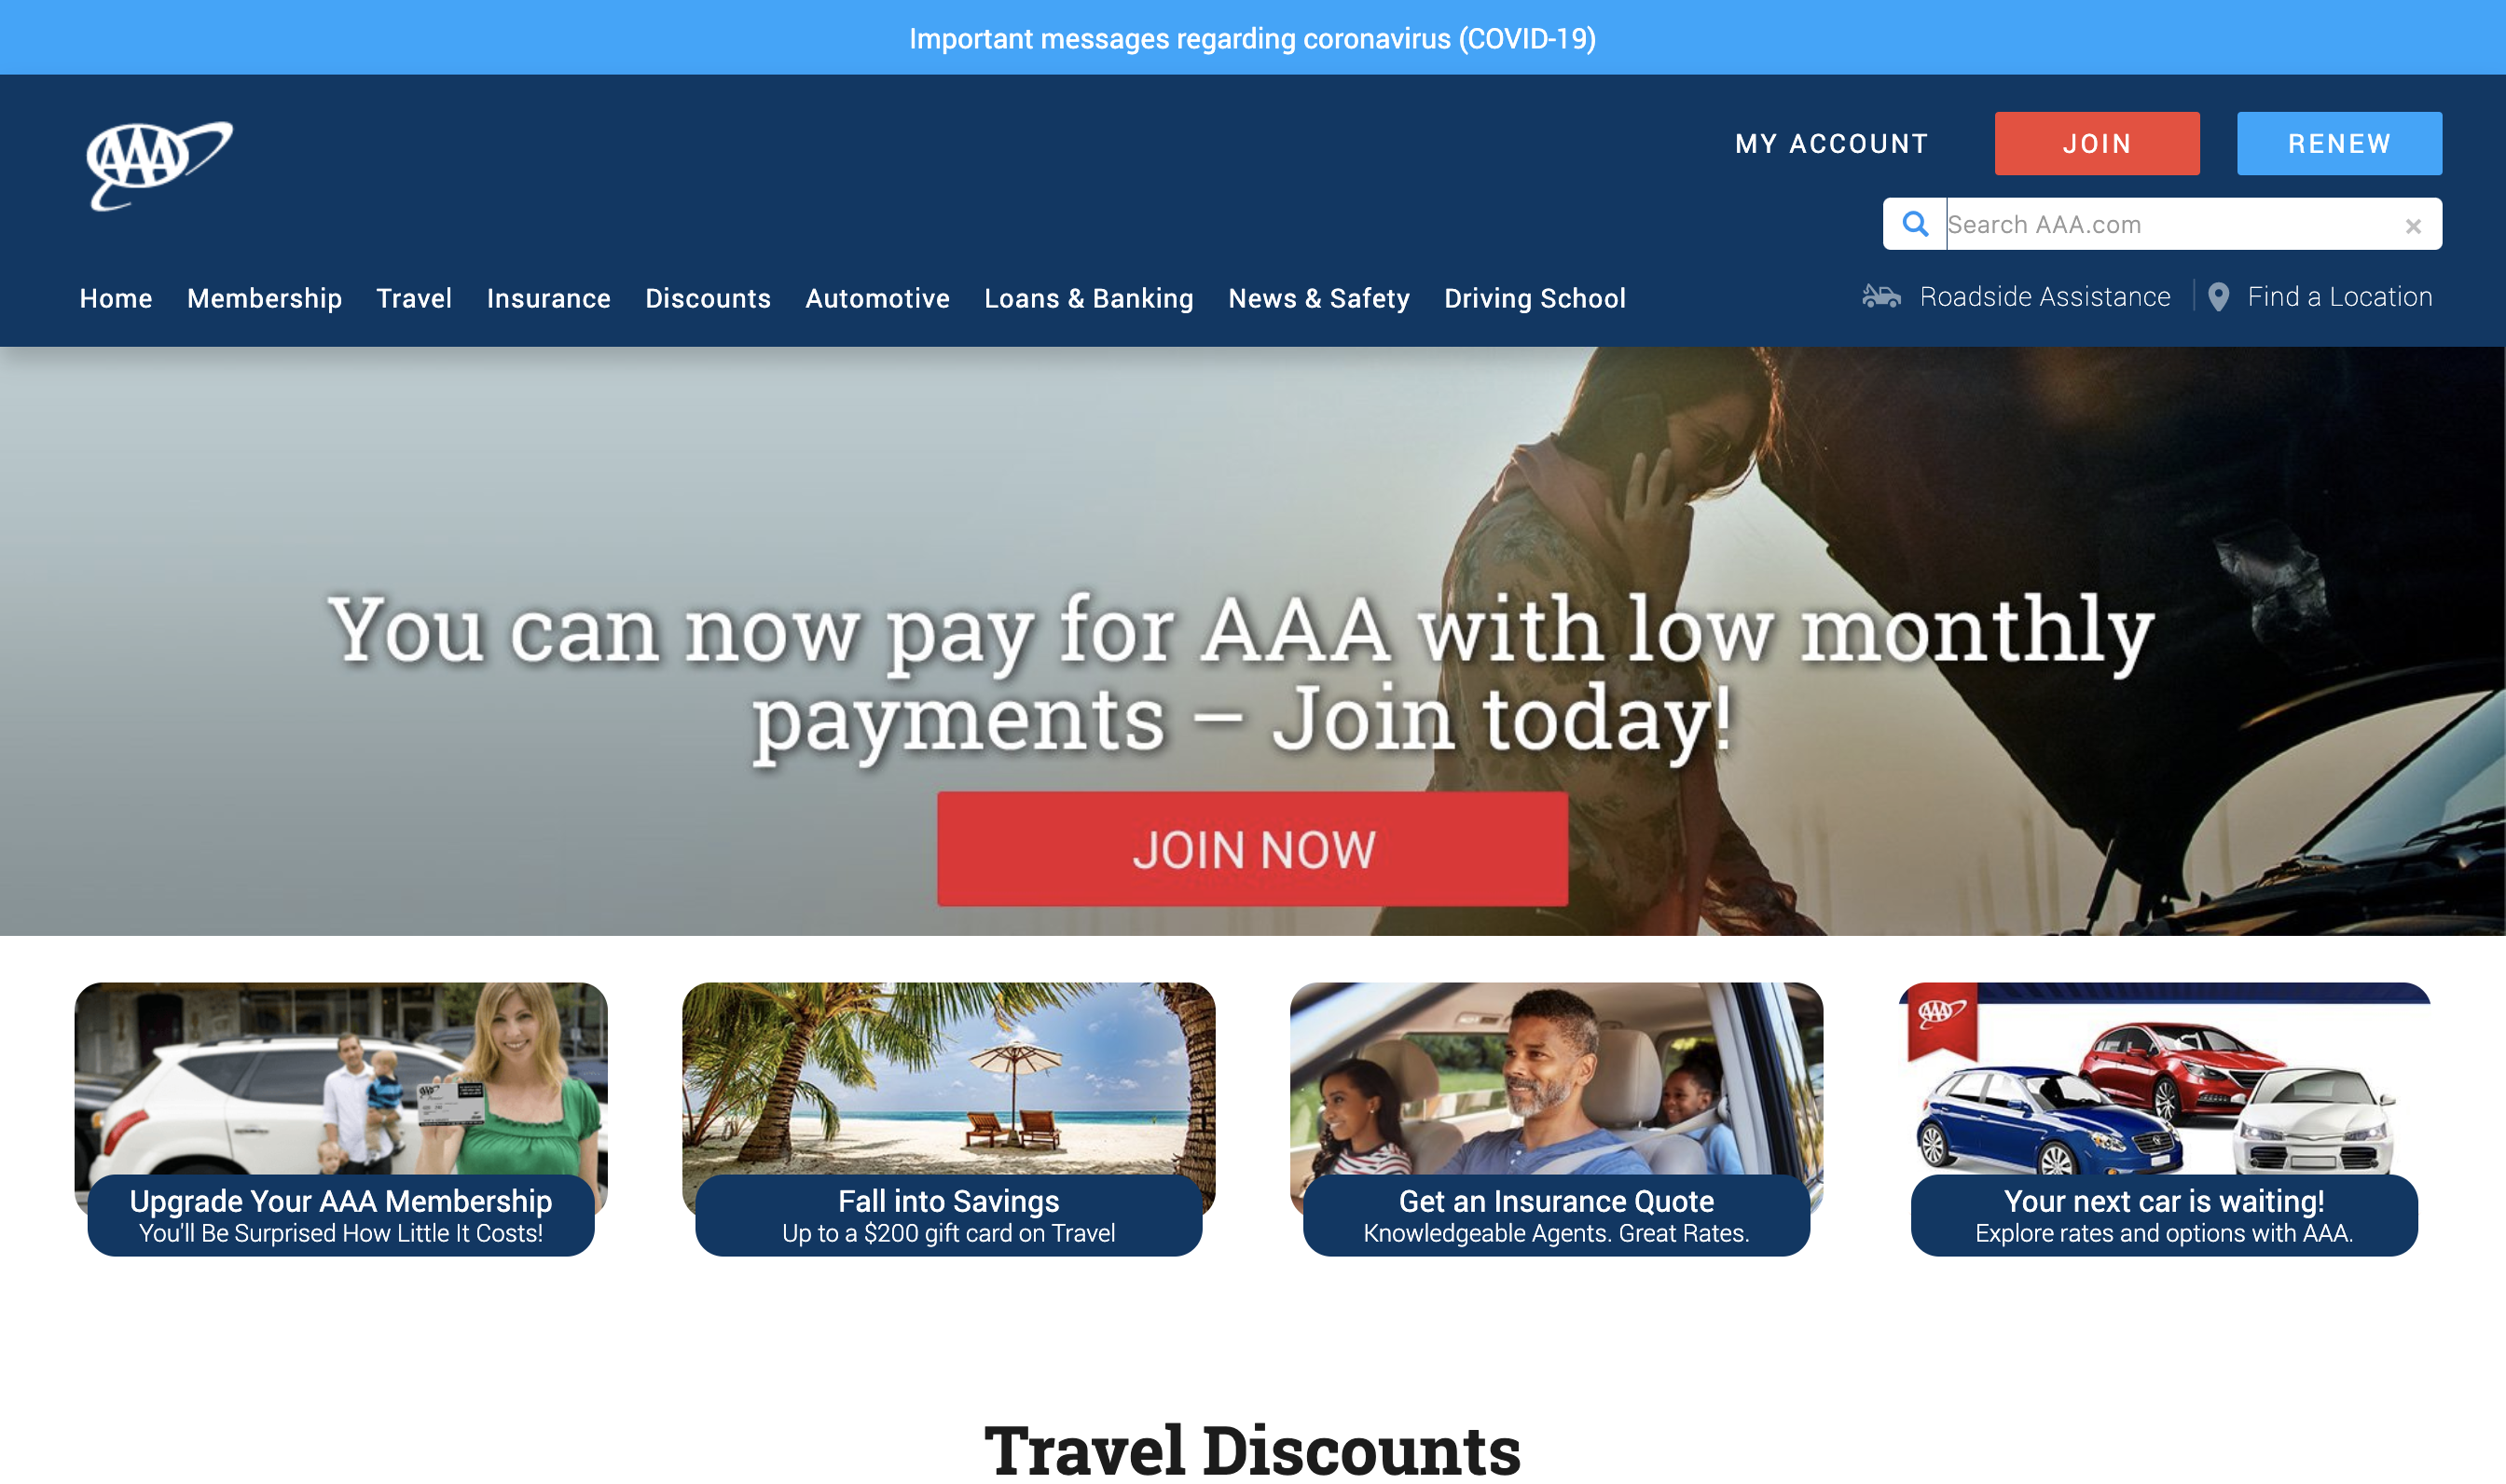 Important messages regarding coronavirus (COVID-19)
AAA
MY ACCOUNT
JOIN
RENEW
Search AAA.com
×
Home
Membership
Travel
Insurance
Discounts
Automotive
Loans & Banking
News & Safety
Driving School
Roadside Assistance
Find a Location
You can now pay for AAA with low monthly
payments – Join today!
JOIN NOW
AAA
AAA
Upgrade Your AAA Membership
You'll Be Surprised How Little It Costs!
Fall into Savings
Up to a $200 gift card on Travel
Get an Insurance Quote
Knowledgeable Agents. Great Rates.
Your next car is waiting!
Explore rates and options with AAA.
Travel Discounts